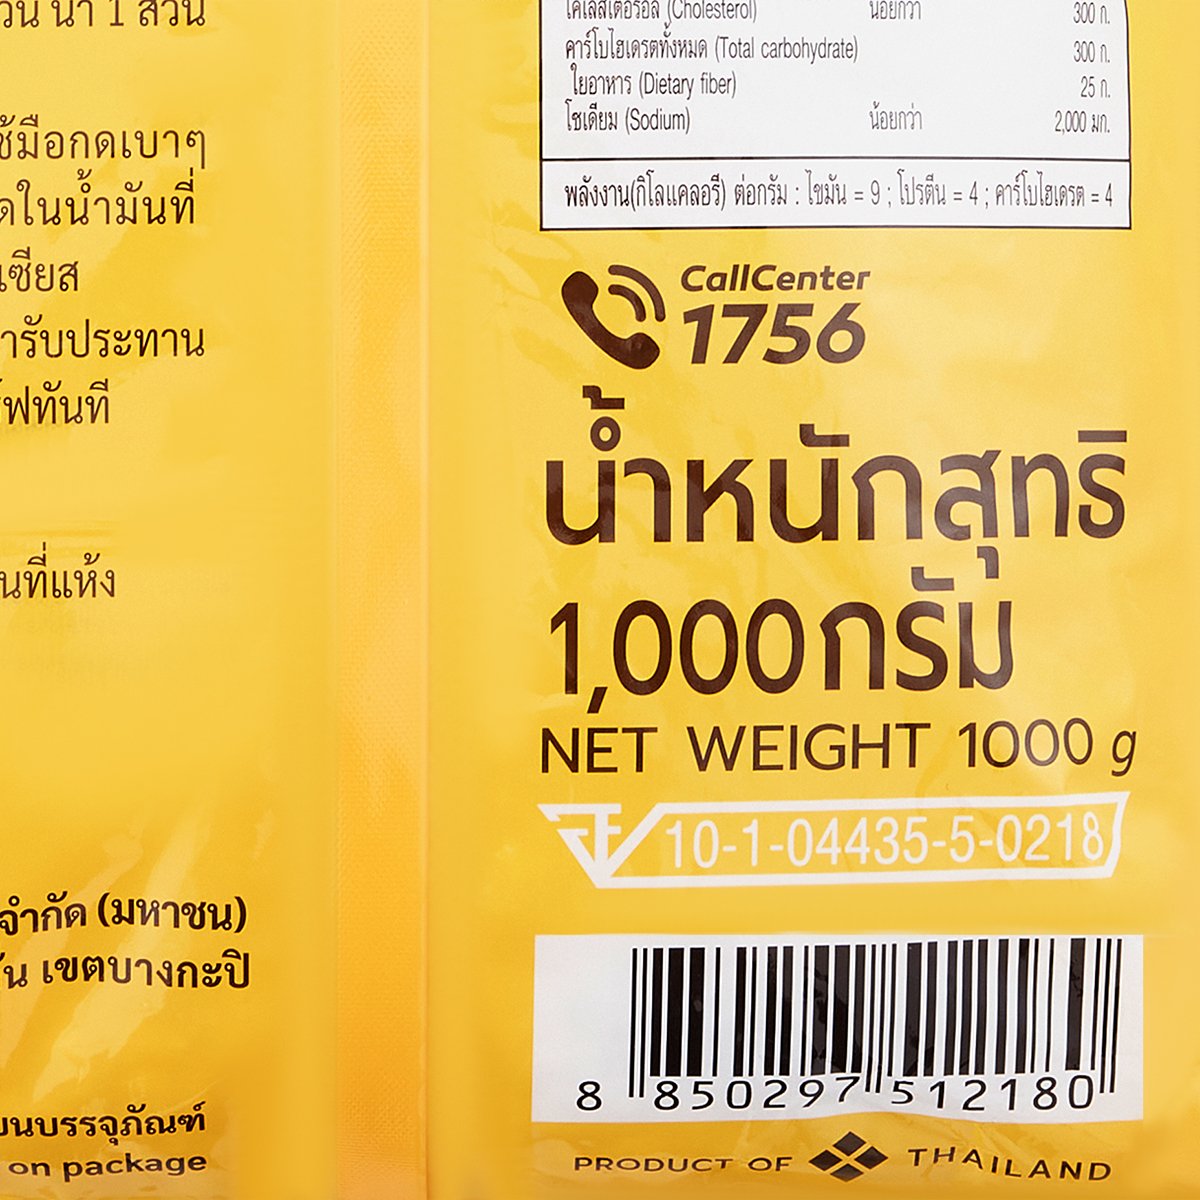 ส่วน น้ำ 1 ส่วน
ใช้มือกดเบาๆ
ในน้ำมันที่
เซียส
รับประทาน
ทันที
ที่แห้ง
จำกัด (มหาชน)
เขตบางกะปิ
บนบรรจุภัณฑ์
on package
โคเลสเตอรอล (Cholesterol) น้อยกว่า 300 ก.
คาร์โบไฮเดรตทั้งหมด (Total carbohydrate) 300 ก.
ใยอาหาร (Dietary fiber) 25 ก.
โซเดียม (Sodium) น้อยกว่า 2,000 มก.
พลังงาน(กิโลแคลอรี) ต่อกรัม : ไขมัน = 9 ; โปรตีน = 4 ; คาร์โบไฮเดรต = 4
CallCenter
1756
น้ำหนักสุทธิ
1,000กรัม
NET WEIGHT 1000 g
10-1-04435-5-0218
8 850297 512180
PRODUCT OF THAILAND